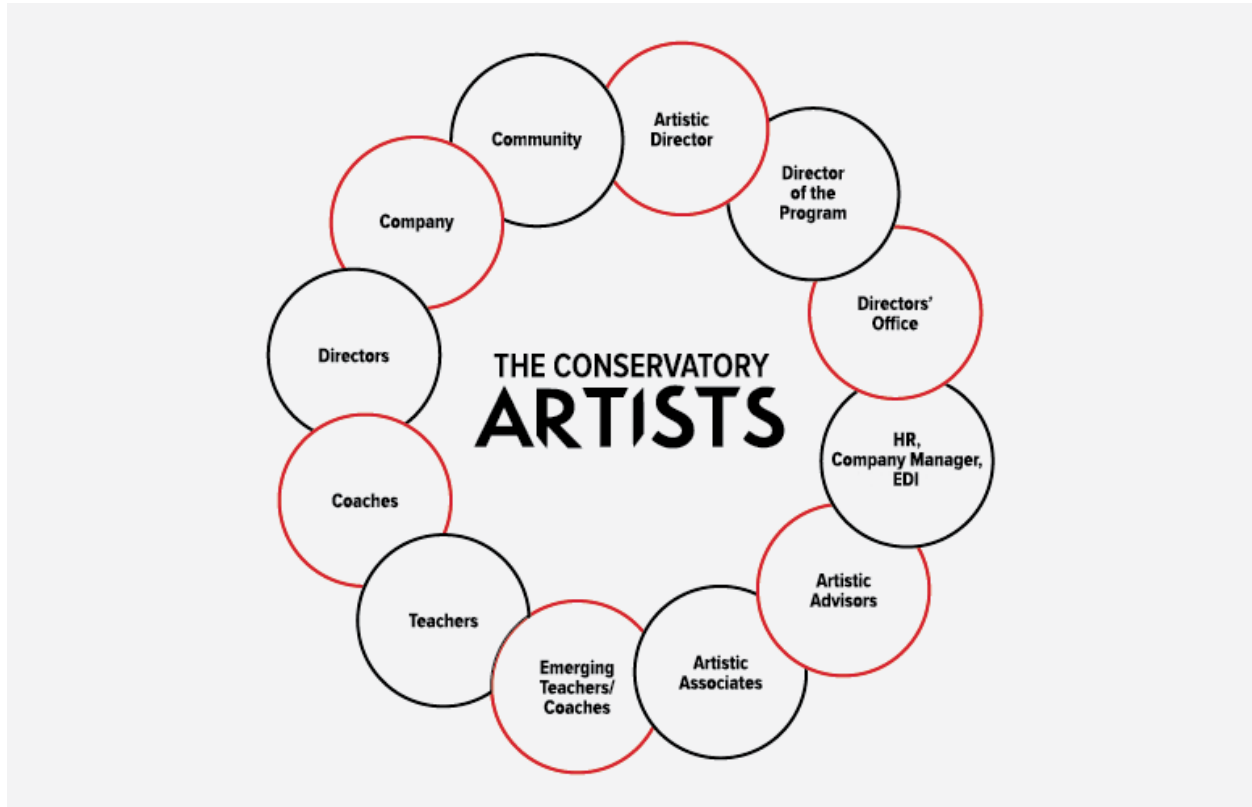 Artistic
Director
Director
of the
Program
Directors’
Office
HR,
Company Manager,
EDI
Artistic
Advisors
Artistic
Associates
Emerging
Teachers/
Coaches
Teachers
Coaches
Directors
Company
Community
THE CONSERVATORY
ARTISTS